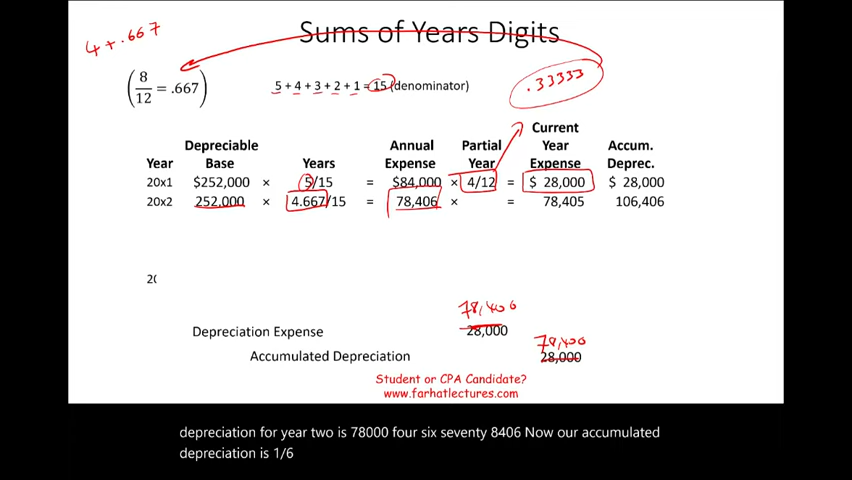 4 + .667
Sums of Years Digits
(8/12 = .667)
5 + 4 + 3 + 2 + 1 = 15 (denominator)
.33333
Current
Depreciable Annual Partial Year Accum.
Year Base Years Expense Year Expense Deprec.
20x1 $252,000 × 5/15 = $84,000 × 4/12 = $ 28,000 $ 28,000
20x2 252,000 × 4.667/15 = 78,406 × = 78,405 106,406
20
78,406
Depreciation Expense 28,000
78,406
Accumulated Depreciation 28,000
Student or CPA Candidate?
www.farhatlectures.com
depreciation for year two is 78000 four six seventy 8406 Now our accumulated
depreciation is 1/6